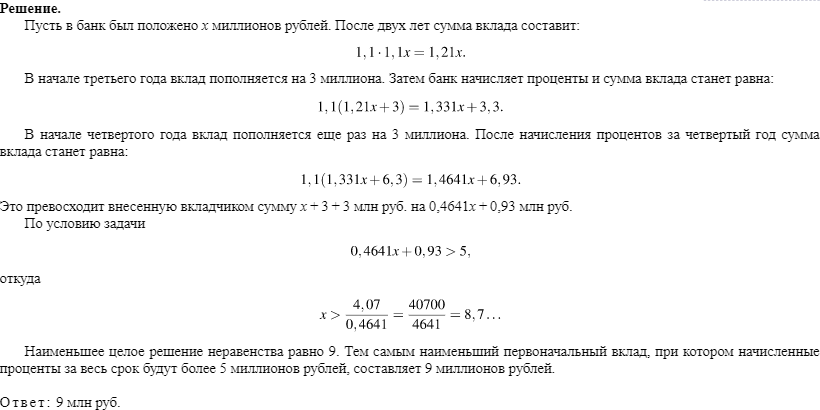 Решение.
Пусть в банк был положено x миллионов рублей. После двух лет сумма вклада составит:
1,1 · 1,1x = 1,21x.
В начале третьего года вклад пополняется на 3 миллиона. Затем банк начисляет проценты и сумма вклада станет равна:
1,1(1,21x + 3) = 1,331x + 3,3.
В начале четвертого года вклад пополняется еще раз на 3 миллиона. После начисления процентов за четвертый год сумма
вклада станет равна:
1,1(1,331x + 6,3) = 1,4641x + 6,93.
Это превосходит внесенную вкладчиком сумму x + 3 + 3 млн руб. на 0,4641x + 0,93 млн руб.
По условию задачи
0,4641x + 0,93 > 5,
откуда
x > 4,07/0,4641 = 40700/4641 = 8,7...
Наименьшее целое решение неравенства равно 9. Тем самым наименьший первоначальный вклад, при котором начисленные
проценты за весь срок будут более 5 миллионов рублей, составляет 9 миллионов рублей.
Ответ: 9 млн руб.